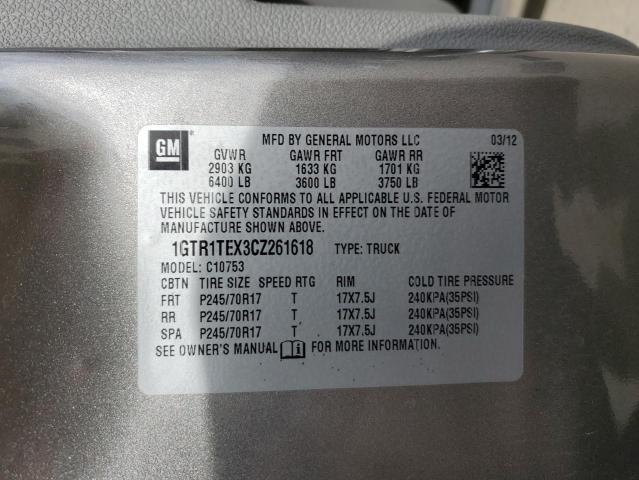 GM
MFD BY GENERAL MOTORS LLC 03/12
GVWR GAWR FRT GAWR RR
2903 KG 1633 KG 1701 KG
6400 LB 3600 LB 3750 LB
THIS VEHICLE CONFORMS TO ALL APPLICABLE U.S. FEDERAL MOTOR
VEHICLE SAFETY STANDARDS IN EFFECT ON THE DATE OF
MANUFACTURE SHOWN ABOVE.
1GTR1TEX3CZ261618 TYPE: TRUCK
MODEL: C10753
CBTN TIRE SIZE SPEED RTG RIM COLD TIRE PRESSURE
FRT P245/70R17 T 17X7.5J 240KPA(35PSI)
RR P245/70R17 T 17X7.5J 240KPA(35PSI)
SPA P245/70R17 T 17X7.5J 240KPA(35PSI)
SEE OWNER'S MANUAL i FOR MORE INFORMATION.